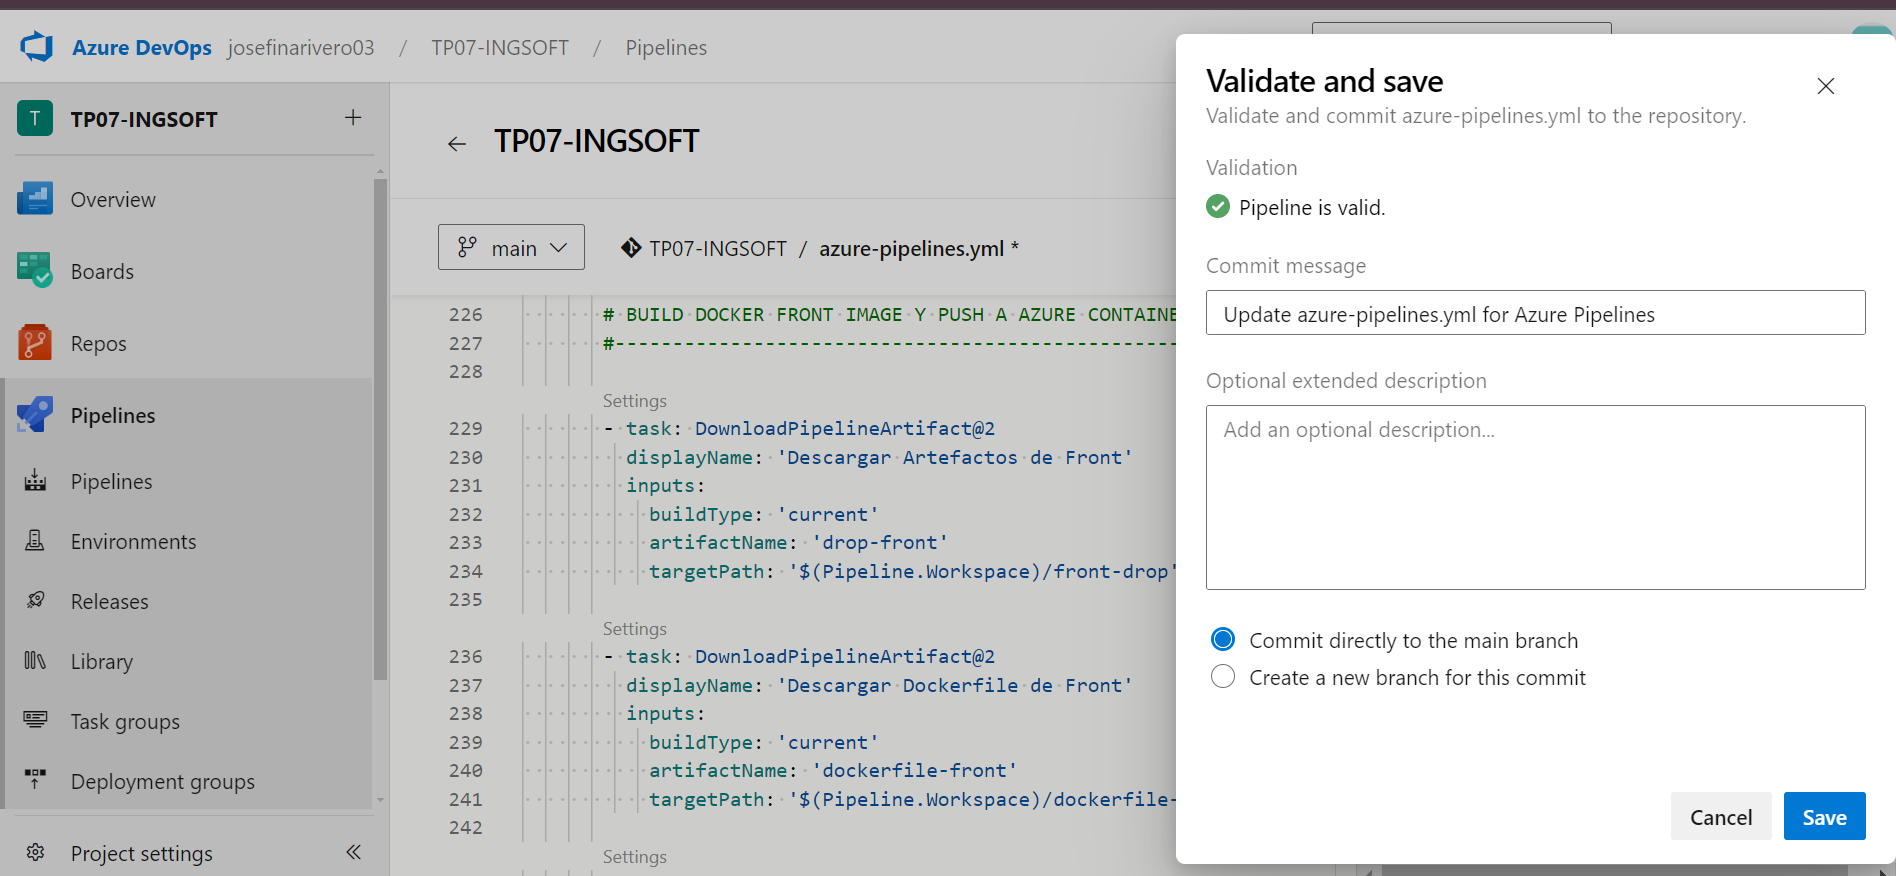 Azure DevOps josefinarivero03 / TP07-INGSOFT / Pipelines
T TP07-INGSOFT +
Overview
Boards
Repos
Pipelines
Pipelines
Environments
Releases
Library
Task groups
Deployment groups
Project settings
TP07-INGSOFT
main
TP07-INGSOFT / azure-pipelines.yml *
226 # BUILD DOCKER FRONT IMAGE Y PUSH A AZURE CONTAINE
227 #--------------------------------------------------
228
Settings
229 - task: DownloadPipelineArtifact@2
230 displayName: 'Descargar Artefactos de Front'
231 inputs:
232 buildType: 'current'
233 artifactName: 'drop-front'
234 targetPath: '$(Pipeline.Workspace)/front-drop'
235
Settings
236 - task: DownloadPipelineArtifact@2
237 displayName: 'Descargar Dockerfile de Front'
238 inputs:
239 buildType: 'current'
240 artifactName: 'dockerfile-front'
241 targetPath: '$(Pipeline.Workspace)/dockerfile-
242
Settings
Validate and save
Validate and commit azure-pipelines.yml to the repository.
Validation
Pipeline is valid.
Commit message
Update azure-pipelines.yml for Azure Pipelines
Optional extended description
Add an optional description...
Commit directly to the main branch
Create a new branch for this commit
Cancel
Save